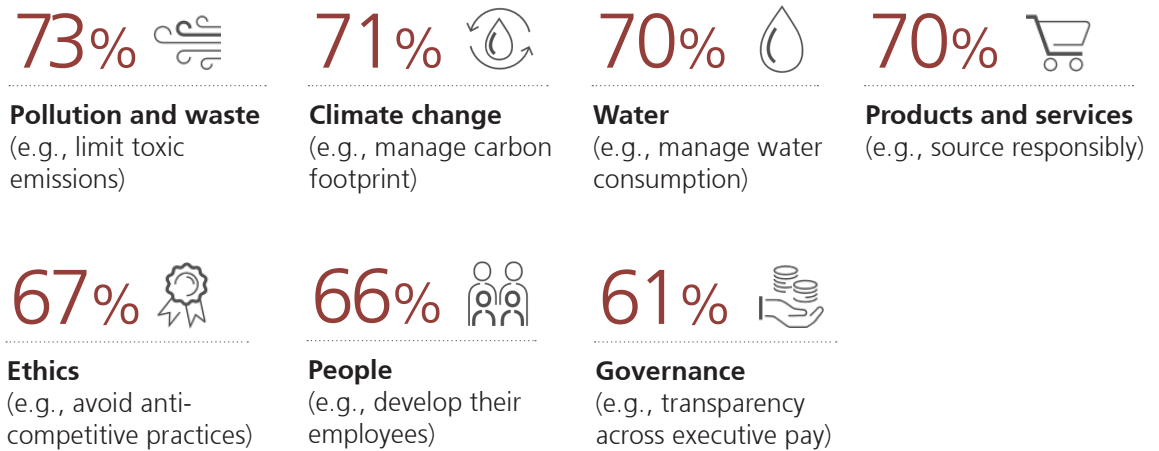 73%
71%
70%
70%
Pollution and waste
(e.g., limit toxic
emissions)
Climate change
(e.g., manage carbon
footprint)
Water
(e.g., manage water
consumption)
Products and services
(e.g., source responsibly)
67%
66%
61%
Ethics
(e.g., avoid anti-
competitive practices)
People
(e.g., develop their
employees)
Governance
(e.g., transparency
across executive pay)